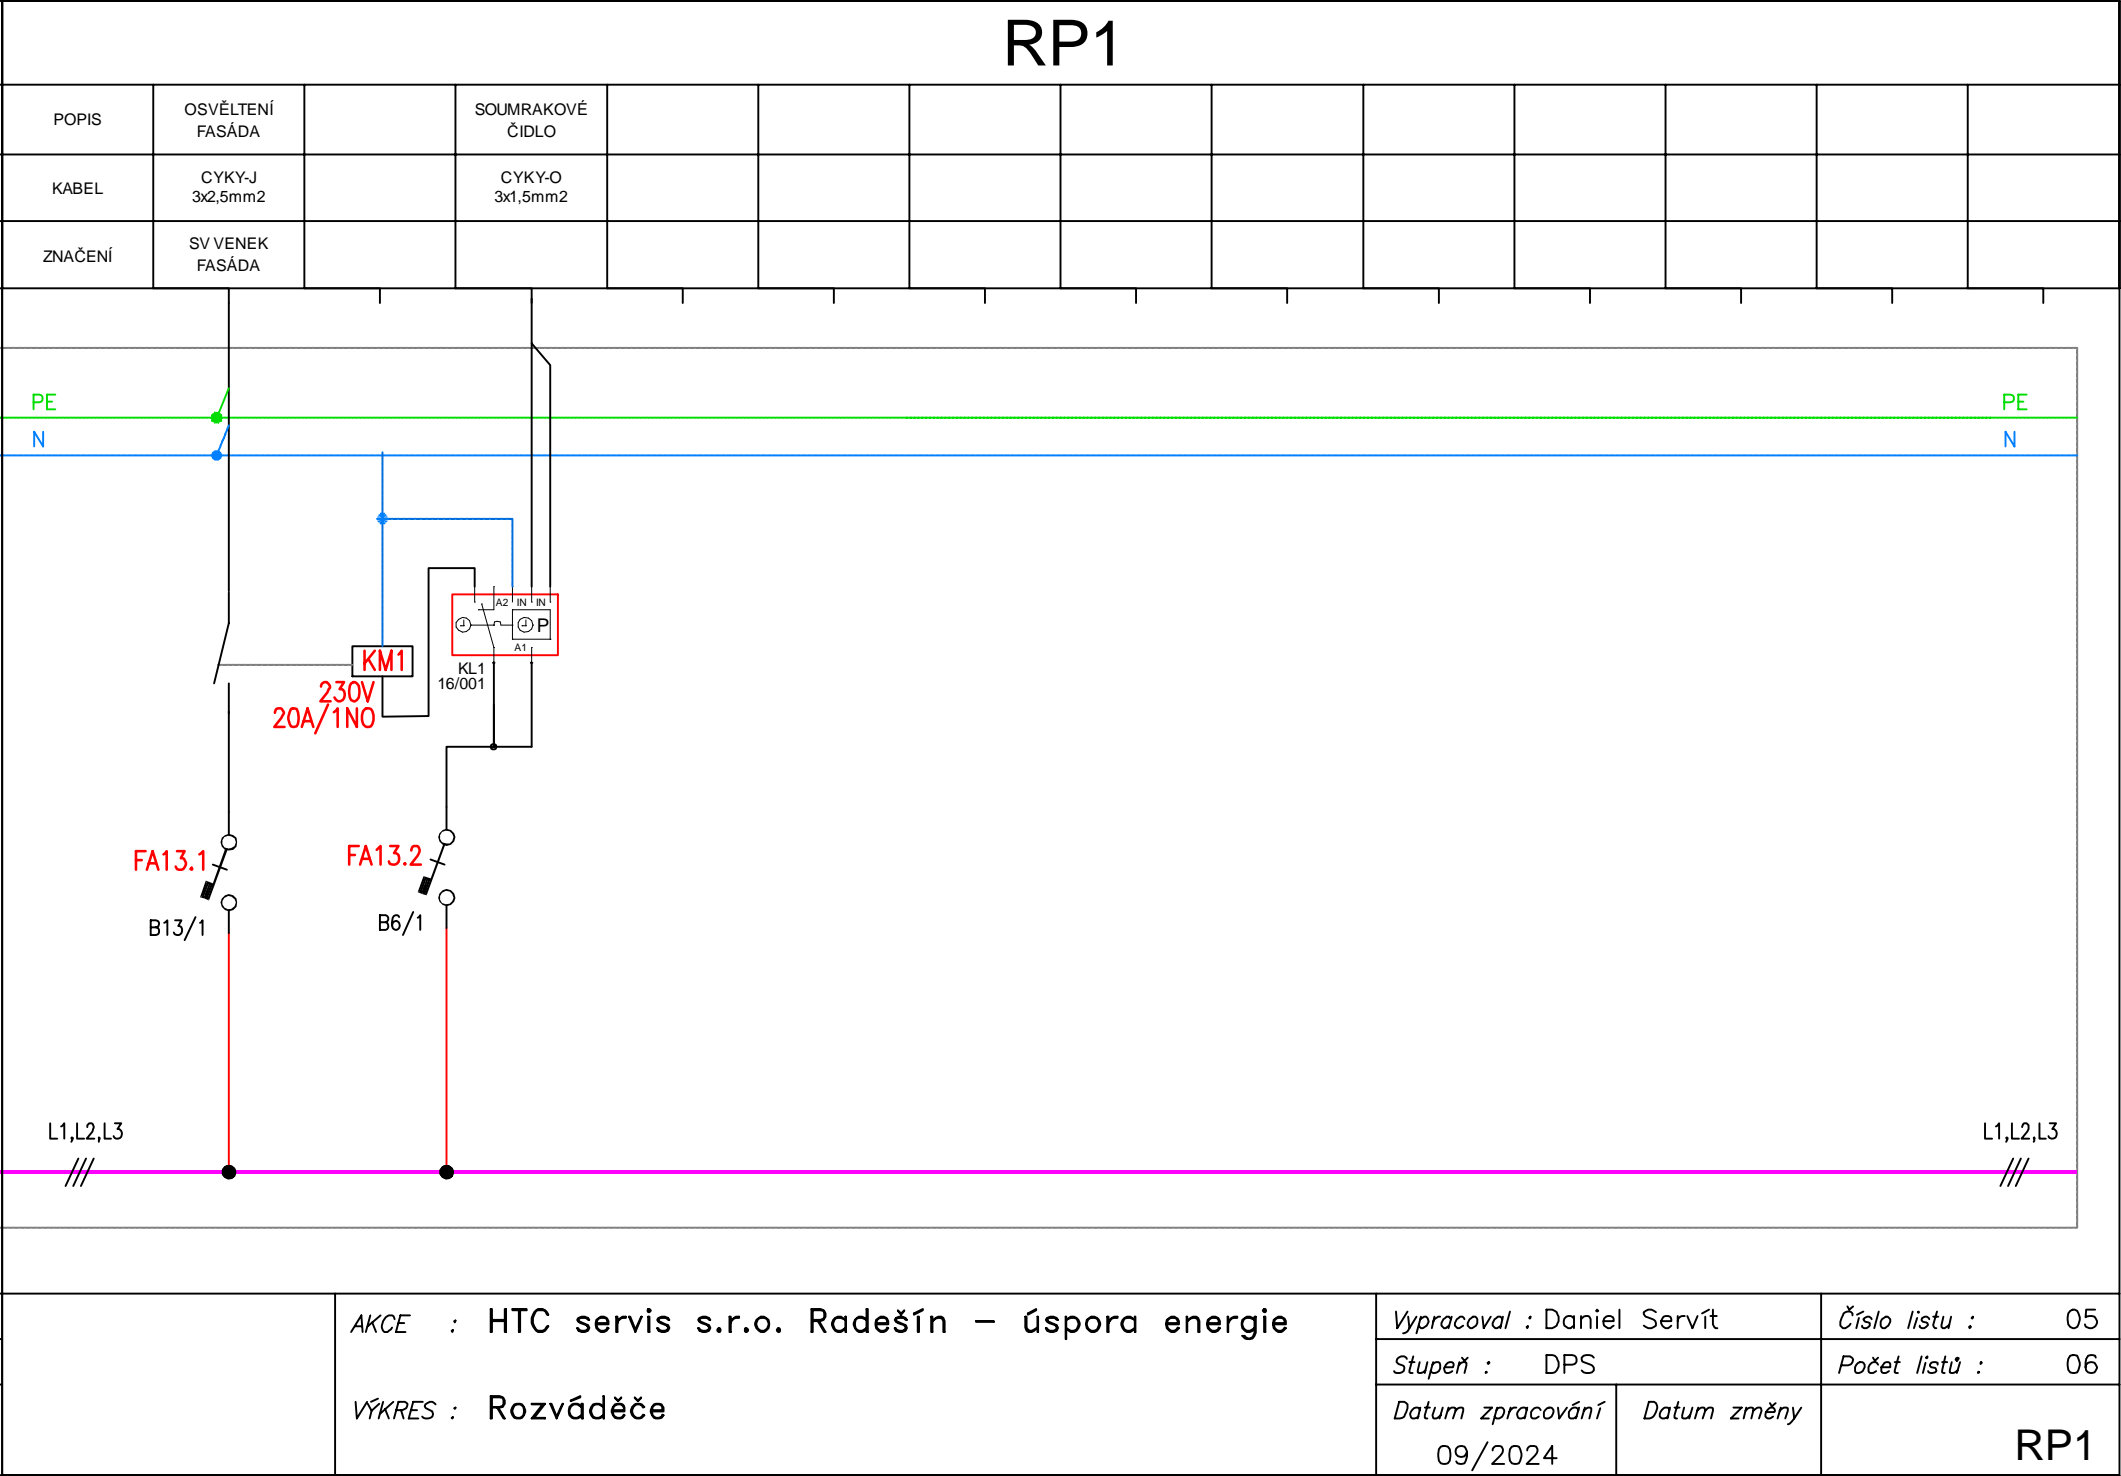 RP1
POPIS
OSVĚLTENÍ
FASÁDA
SOUMRAKOVÉ
ČIDLO
KABEL
CYKY-J
3x2,5mm2
CYKY-O
3x1,5mm2
ZNAČENÍ
SV VENEK
FASÁDA
PE
PE
N
N
A2 IN IN
P
A1
KM1
230V
20A/1NO
KL1
16/001
FA13.1
B13/1
FA13.2
B6/1
L1,L2,L3
L1,L2,L3
AKCE : HTC servis s.r.o. Radešín – úspora energie
VÝKRES : Rozváděče
Vypracoval : Daniel Servít
Číslo listu : 05
Stupeň : DPS
Počet listů : 06
Datum zpracování
09/2024
Datum změny
RP1